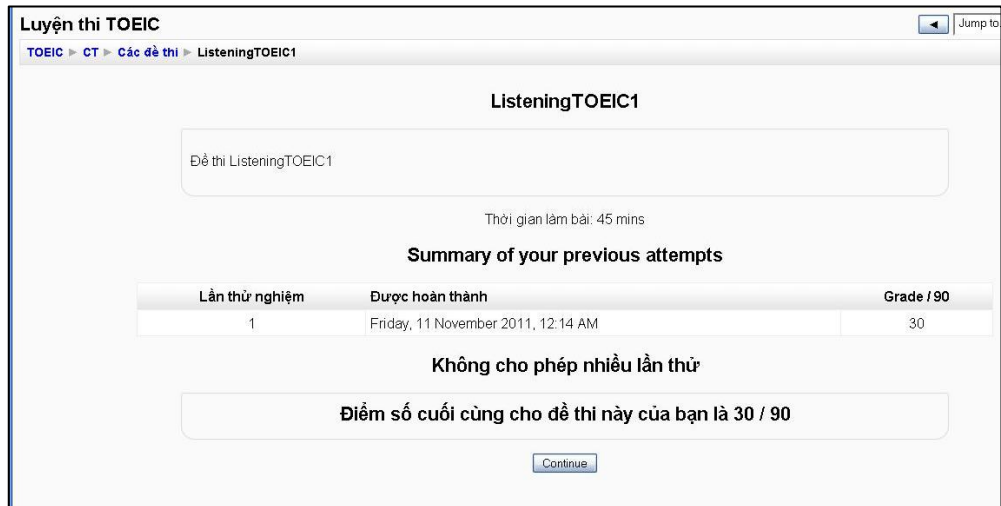 Luyện thi TOEIC
◄ Jump to
TOEIC ► CT ► Các đề thi ► ListeningTOEIC1
ListeningTOEIC1
Đề thi ListeningTOEIC1
Thời gian làm bài: 45 mins
Summary of your previous attempts
Lần thử nghiệm Được hoàn thành Grade / 90
1 Friday, 11 November 2011, 12:14 AM 30
Không cho phép nhiều lần thử
Điểm số cuối cùng cho đề thi này của bạn là 30 / 90
Continue